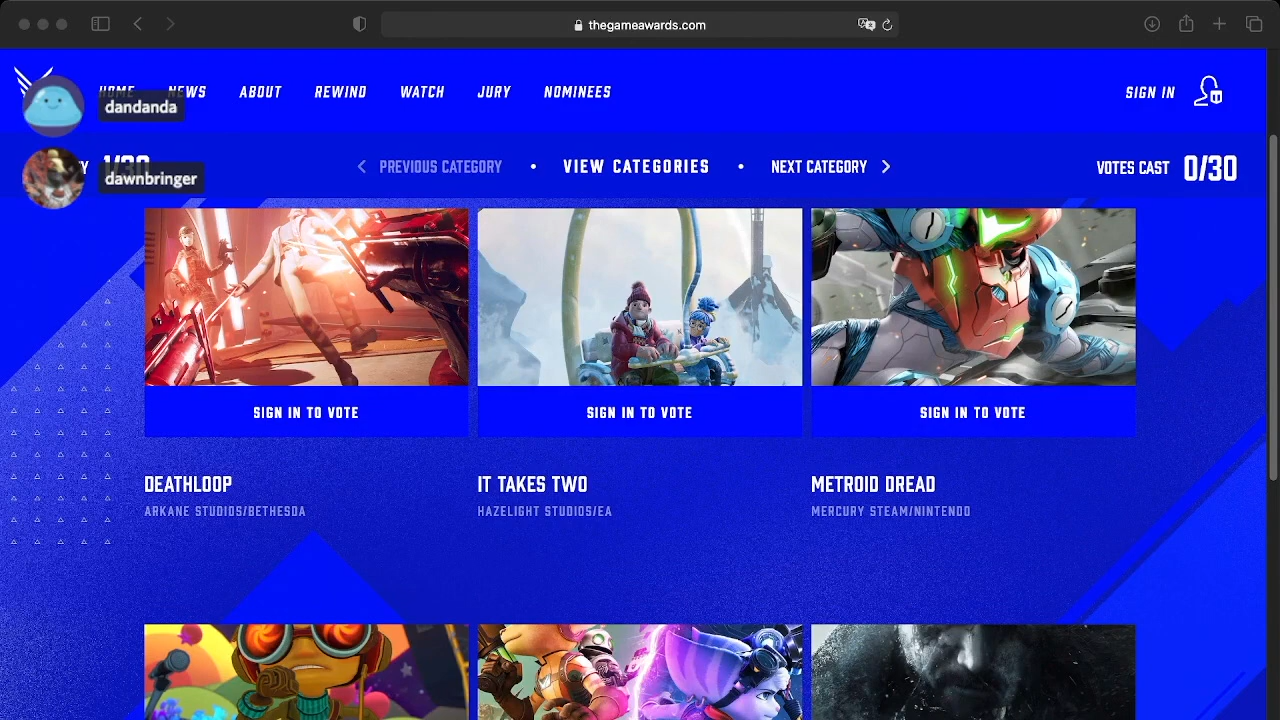 thegameawards.com
HOME NEWS ABOUT REWIND WATCH JURY NOMINEES SIGN IN
dandanda
1/30 < PREVIOUS CATEGORY • VIEW CATEGORIES • NEXT CATEGORY > VOTES CAST 0/30
dawnbringer
SIGN IN TO VOTE SIGN IN TO VOTE SIGN IN TO VOTE
DEATHLOOP IT TAKES TWO METROID DREAD
ARKANE STUDIOS/BETHESDA HAZELIGHT STUDIOS/EA MERCURY STEAM/NINTENDO